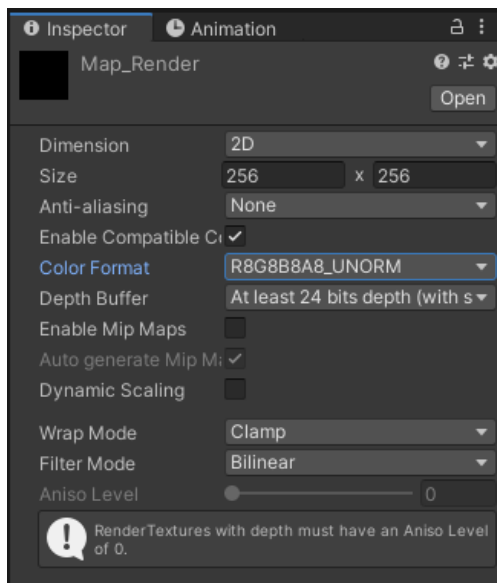 Inspector Animation
Map_Render
Open
Dimension 2D
Size 256 x 256
Anti-aliasing None
Enable Compatible C
Color Format R8G8B8A8_UNORM
Depth Buffer At least 24 bits depth (with s
Enable Mip Maps
Auto generate Mip Ma
Dynamic Scaling
Wrap Mode Clamp
Filter Mode Bilinear
Aniso Level 0
RenderTextures with depth must have an Aniso Level
of 0.